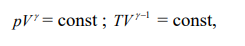 pV^γ = const ; TV^{γ-1} = const,